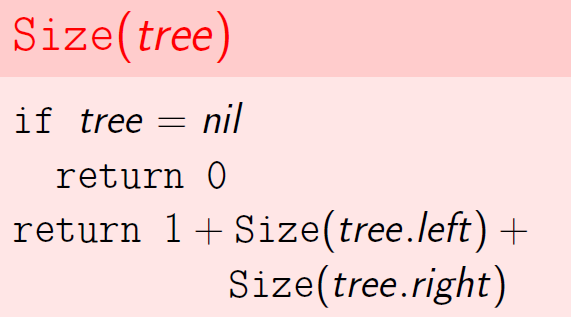 Size(tree)
if tree = nil
return 0
return 1 + Size(tree.left) +
Size(tree.right)